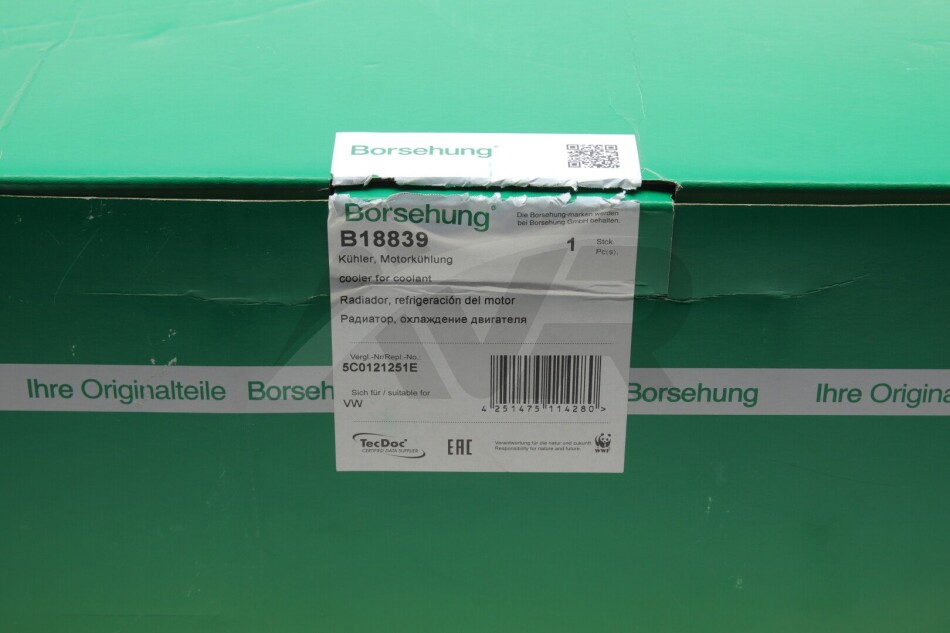 Borsehung®
Borsehung®
Die Borsehung-marken werden
bei Borsehung GmbH behalten.
B18839
1 Stck
Pc(s).
Kühler, Motorkühlung
cooler for coolant
Radiador, refrigeración del motor
Радиатор, охлаждение двигателя
Vergl.-Nr/Repl.-No.:
5C0121251E
Sich für / suitable for
VW
4 251475 114280 >
TecDoc®
CERTIFIED DATA SUPPLIER
EAC
Verantwortung für die natur und zukunft
Responsibility for nature and future
WWF
Ihre Originalteile Borsehung
Borsehung Ihre Origina
AVR